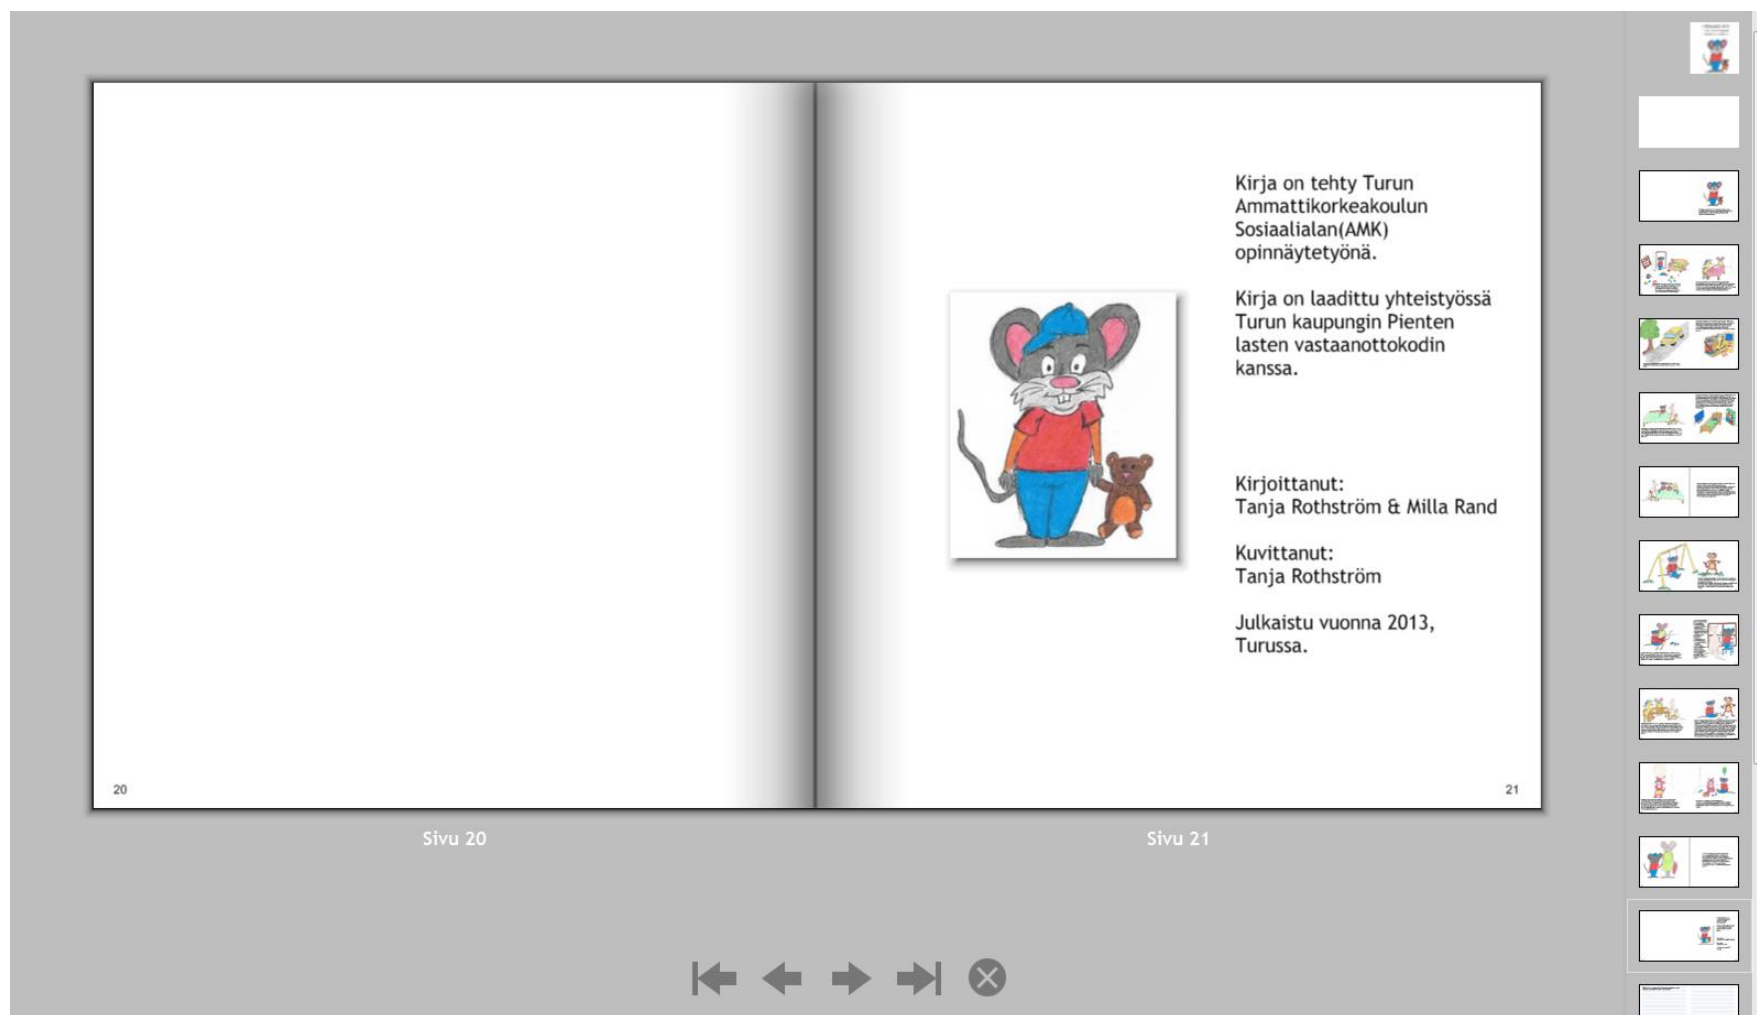 Kirja on tehty Turun
Ammattikorkeakoulun
Sosiaalialan(AMK)
opinnäytetyönä.
Kirja on laadittu yhteistyössä
Turun kaupungin Pienten
lasten vastaanottokodin
kanssa.
Kirjoittanut:
Tanja Rothström & Milla Rand
Kuvittanut:
Tanja Rothström
Julkaistu vuonna 2013,
Turussa.
20
21
Sivu 20
Sivu 21